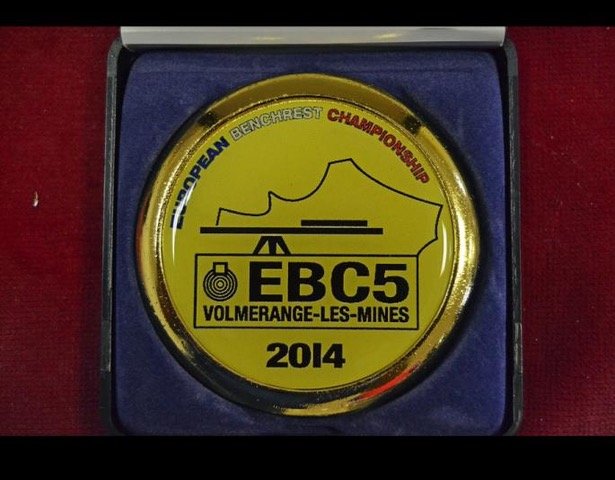 EUROPEAN BENCHREST CHAMPIONSHIP
EBC5
VOLMERANGE-LES-MINES
2014